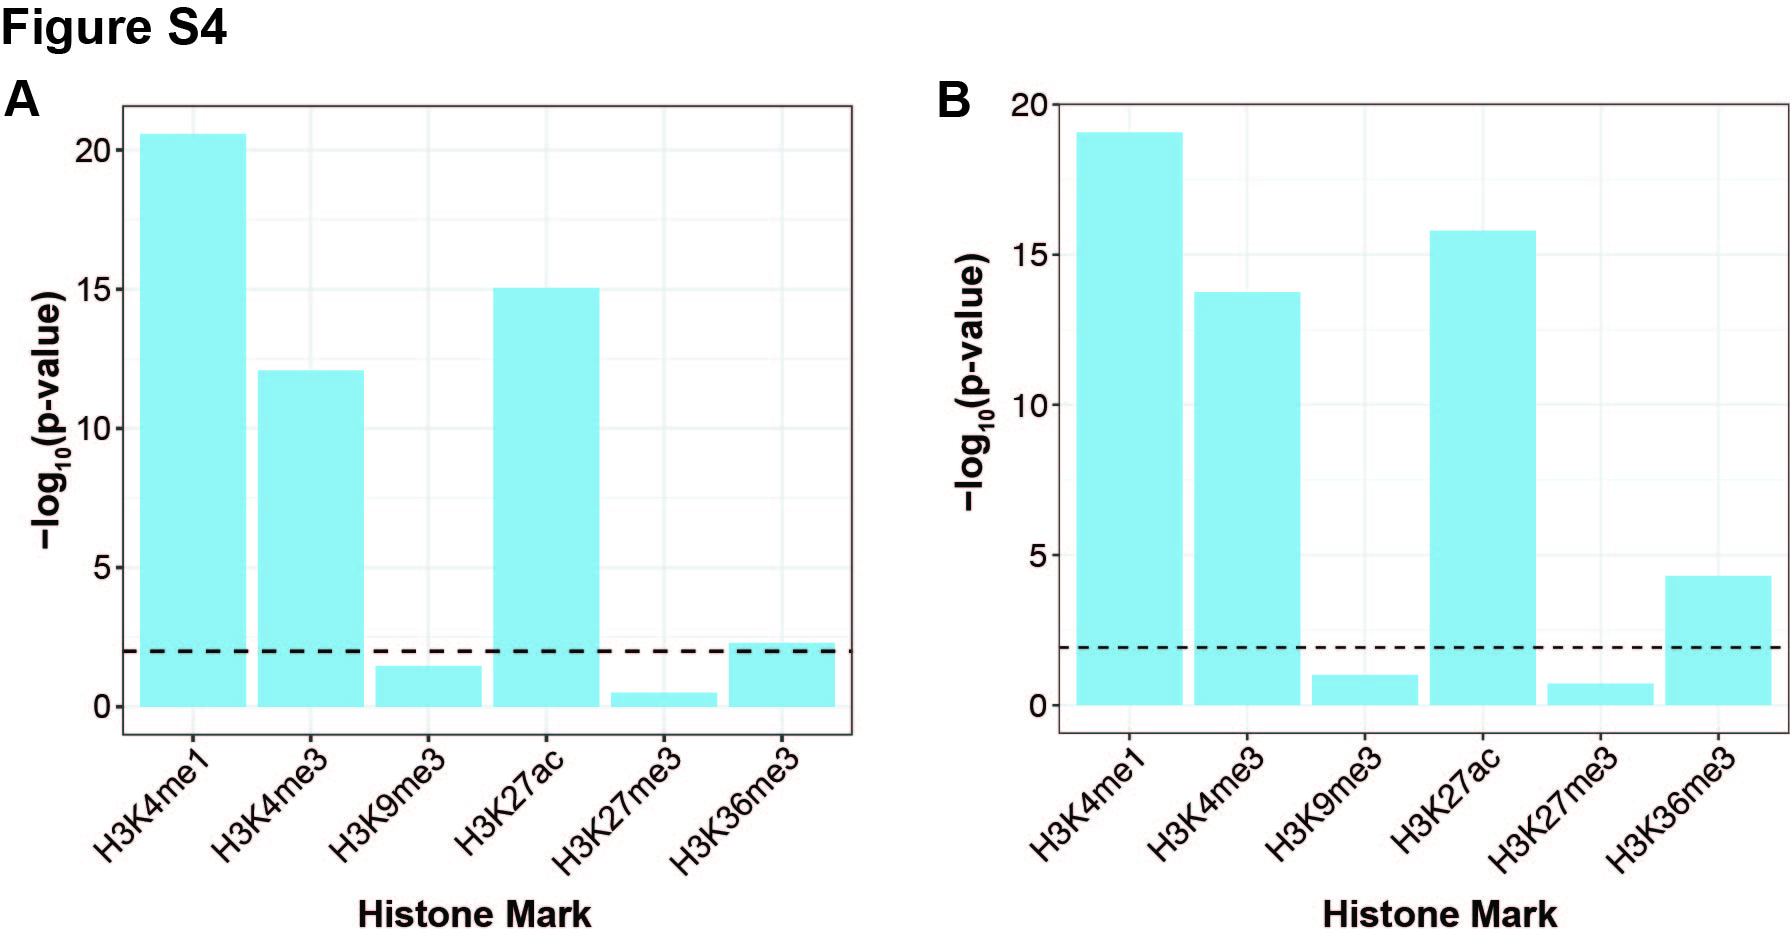 Figure S4
A
20
15
10
5
0
−log10(p-value)
H3K4me1
H3K4me3
H3K9me3
H3K27ac
H3K27me3
H3K36me3
Histone Mark
B
20
15
10
5
0
−log10(p-value)
H3K4me1
H3K4me3
H3K9me3
H3K27ac
H3K27me3
H3K36me3
Histone Mark